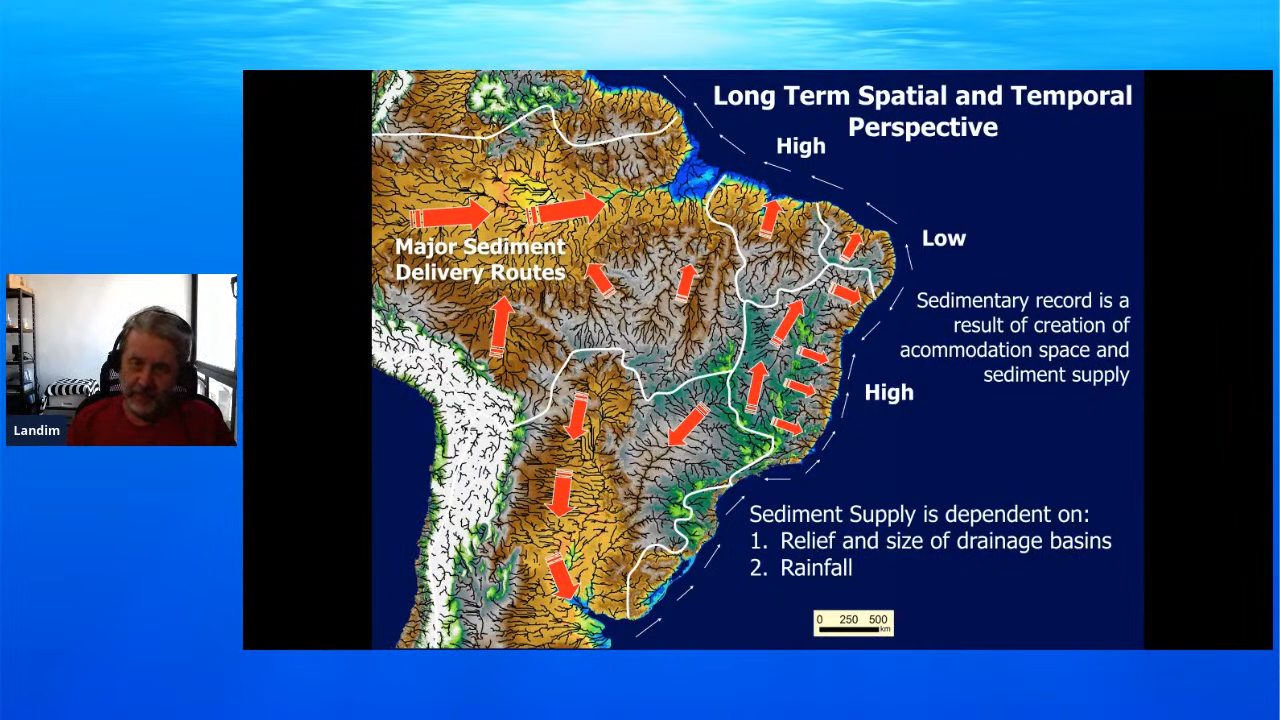 Long Term Spatial and Temporal
Perspective
High
Low
Major Sediment
Delivery Routes
Sedimentary record is a
result of creation of
acommodation space and
sediment supply
High
Landim
Sediment Supply is dependent on:
1. Relief and size of drainage basins
2. Rainfall
0 250 500
km